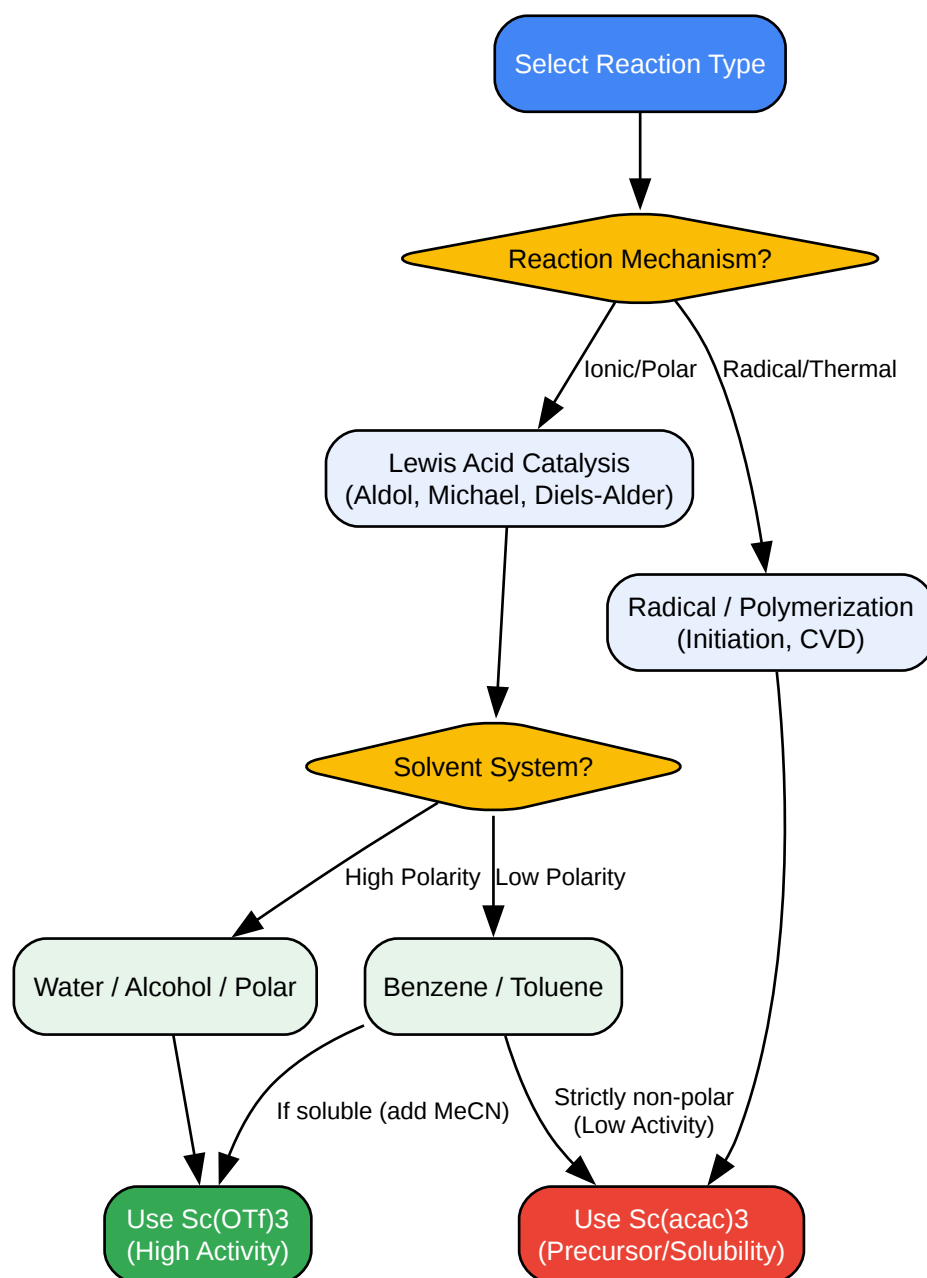 Select Reaction Type
Reaction Mechanism?
Ionic/Polar
Radical/Thermal
Lewis Acid Catalysis
(Aldol, Michael, Diels-Alder)
Radical / Polymerization
(Initiation, CVD)
Solvent System?
High Polarity
Low Polarity
Water / Alcohol / Polar
Benzene / Toluene
If soluble (add MeCN)
Strictly non-polar
(Low Activity)
Use Sc(OTf)3
(High Activity)
Use Sc(acac)3
(Precursor/Solubility)